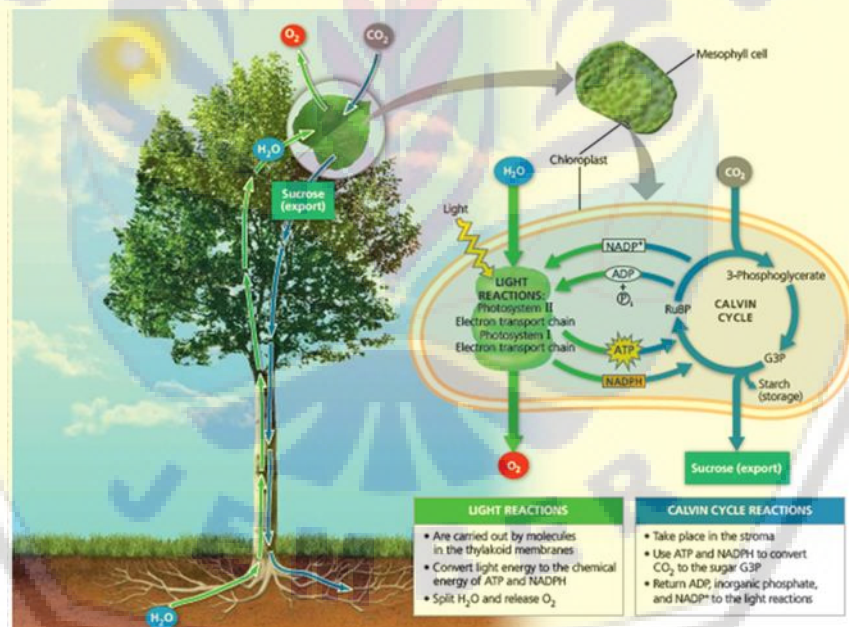 O₂
CO₂
H₂O
Sucrose
(export)
H₂O
Mesophyll cell
Chloroplast
H₂O
CO₂
Light
NADP⁺
ADP
+
Ⓟᵢ
RuBP
3-Phosphoglycerate
CALVIN
CYCLE
LIGHT
REACTIONS:
Photosystem II
Electron transport chain
Photosystem I
Electron transport chain
ATP
NADPH
G3P
Starch
(storage)
O₂
Sucrose (export)
LIGHT REACTIONS
• Are carried out by molecules
in the thylakoid membranes
• Convert light energy to the chemical
energy of ATP and NADPH
• Split H₂O and release O₂
CALVIN CYCLE REACTIONS
• Take place in the stroma
• Use ATP and NADPH to convert
CO₂ to the sugar G3P
• Return ADP, inorganic phosphate,
and NADP⁺ to the light reactions